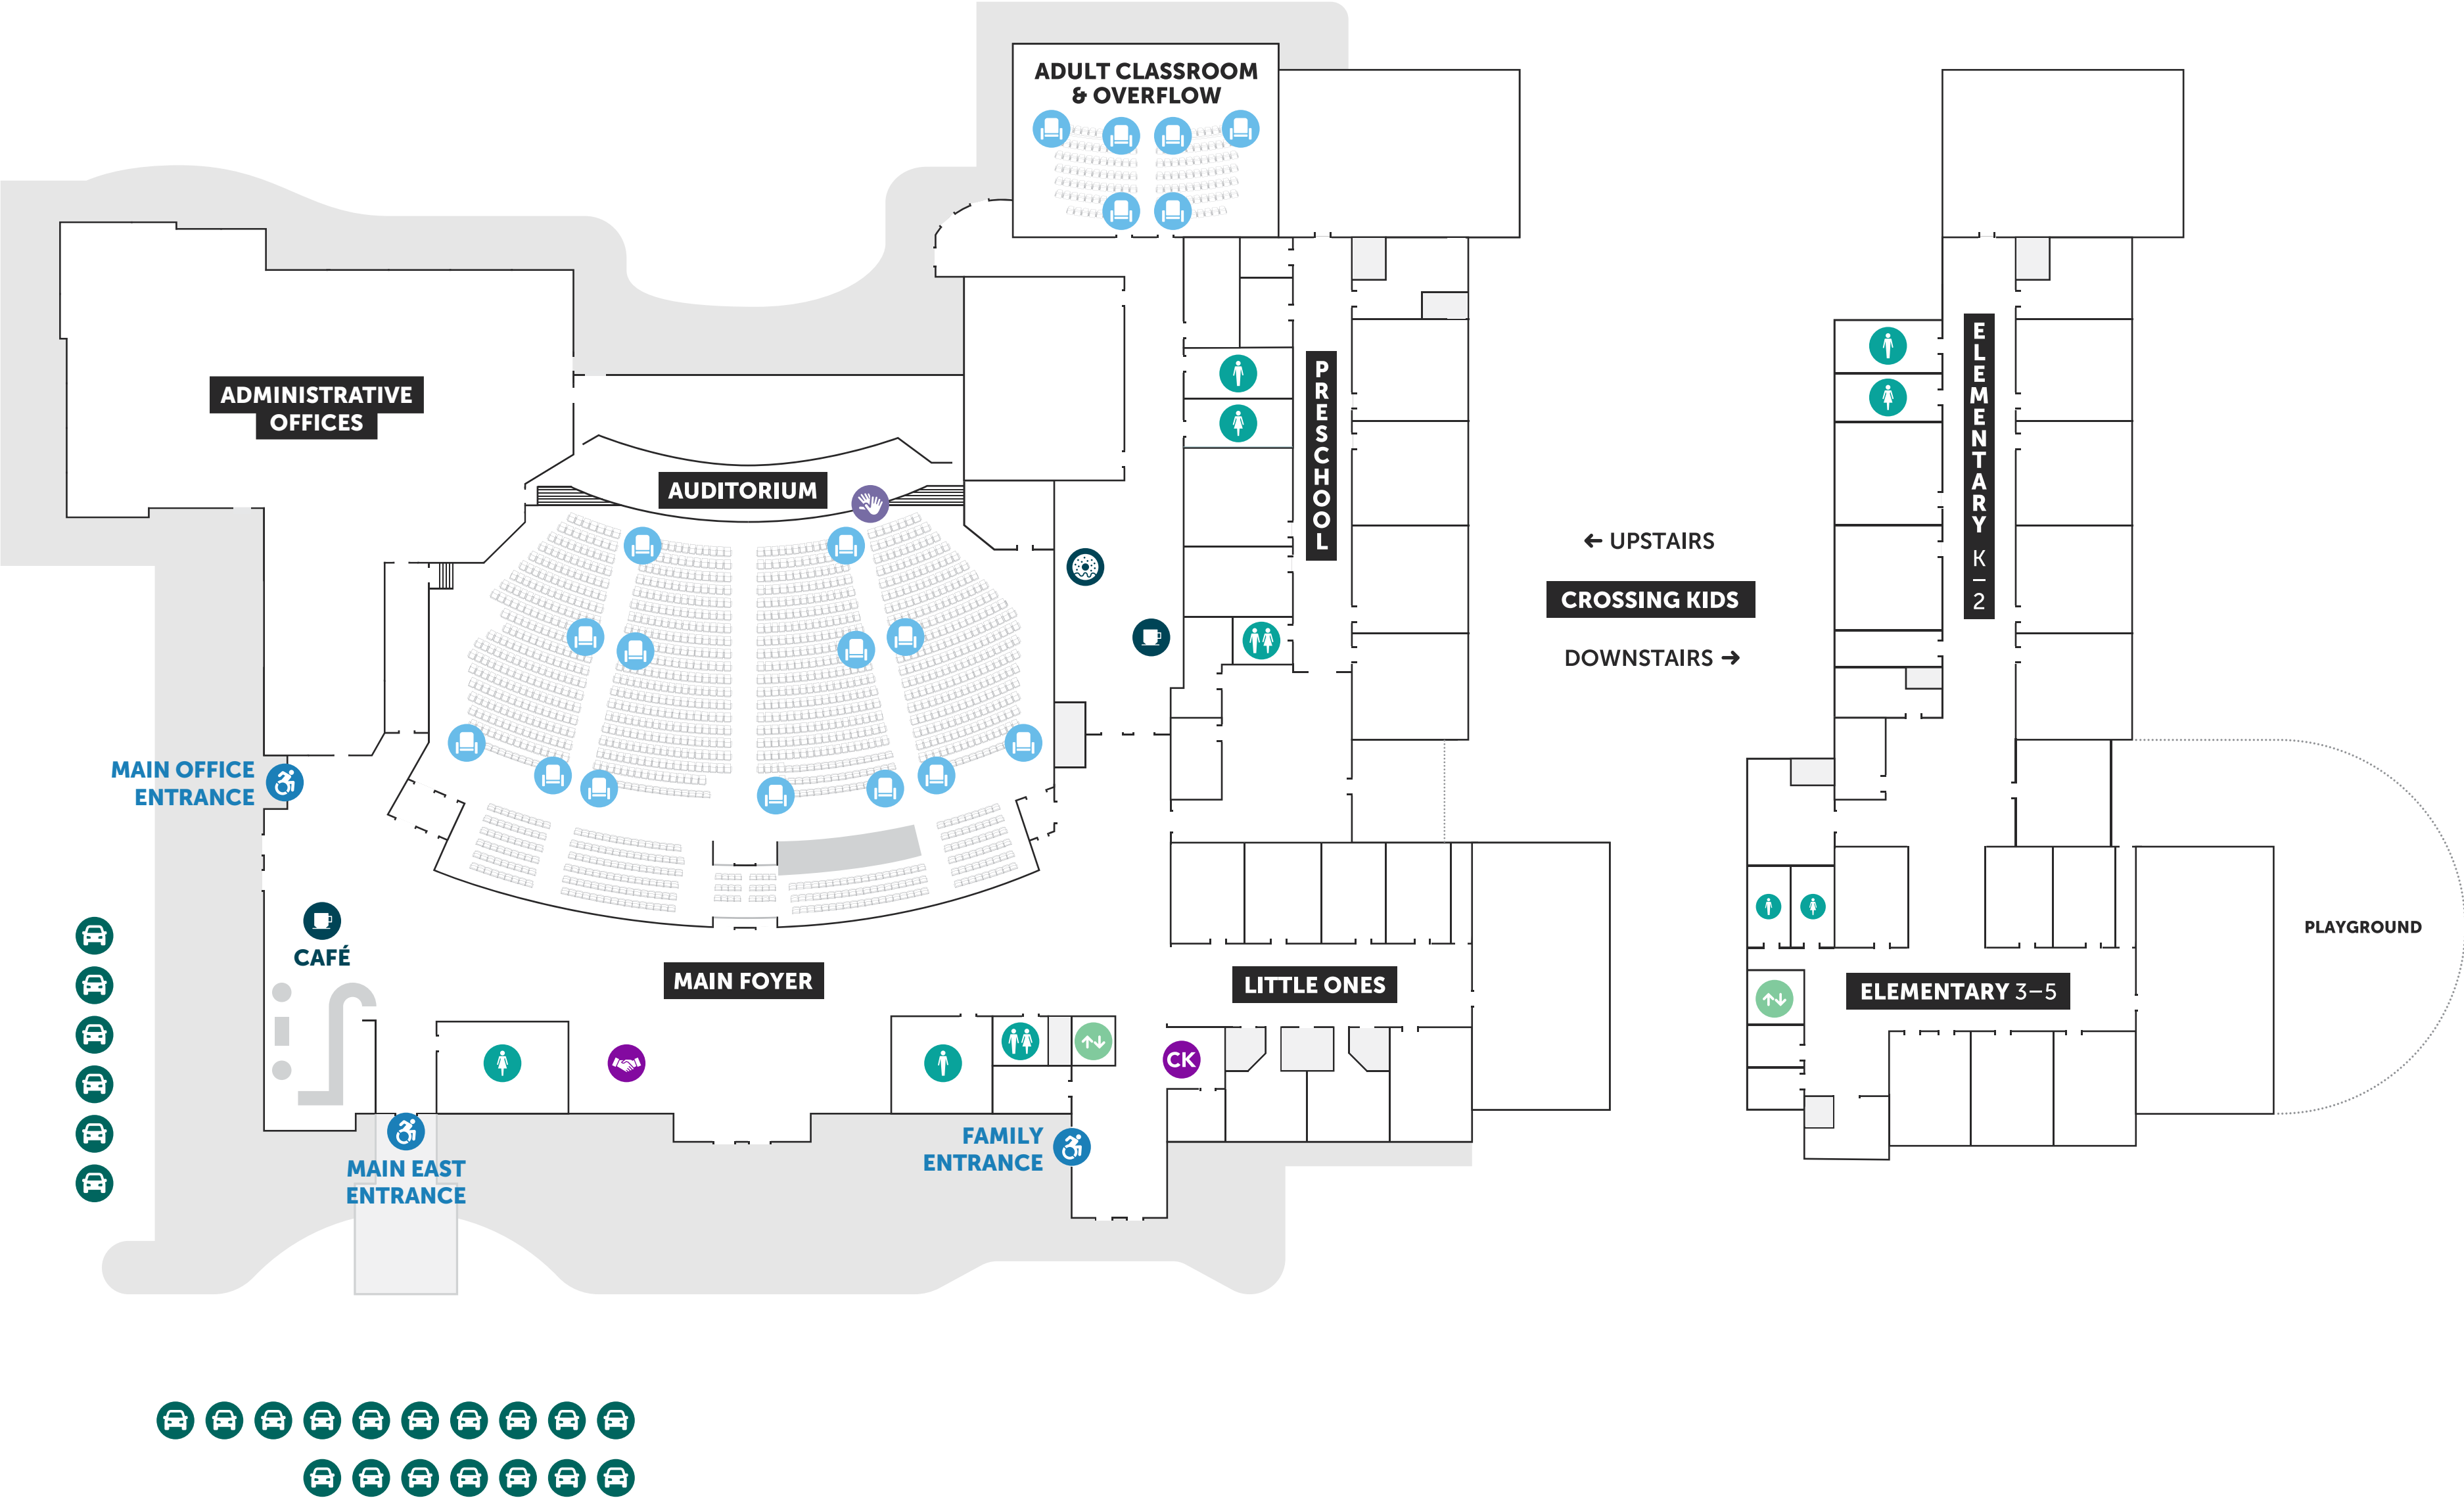 ADULT CLASSROOM
& OVERFLOW
ADMINISTRATIVE
OFFICES
AUDITORIUM
PRESCHOOL
ELEMENTARY K–2
← UPSTAIRS
CROSSING KIDS
DOWNSTAIRS →
MAIN OFFICE
ENTRANCE
CAFÉ
MAIN FOYER
LITTLE ONES
ELEMENTARY 3–5
PLAYGROUND
CK
MAIN EAST
ENTRANCE
FAMILY
ENTRANCE